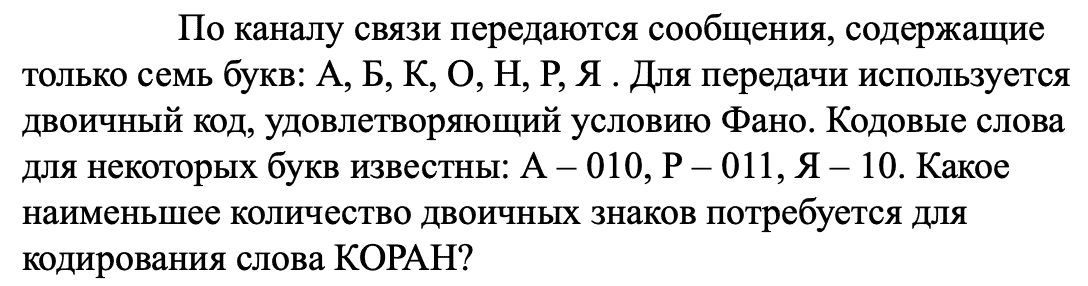 По каналу связи передаются сообщения, содержащие
только семь букв: А, Б, К, О, Н, Р, Я . Для передачи используется
двоичный код, удовлетворяющий условию Фано. Кодовые слова
для некоторых букв известны: А – 010, Р – 011, Я – 10. Какое
наименьшее количество двоичных знаков потребуется для
кодирования слова КОРАН?